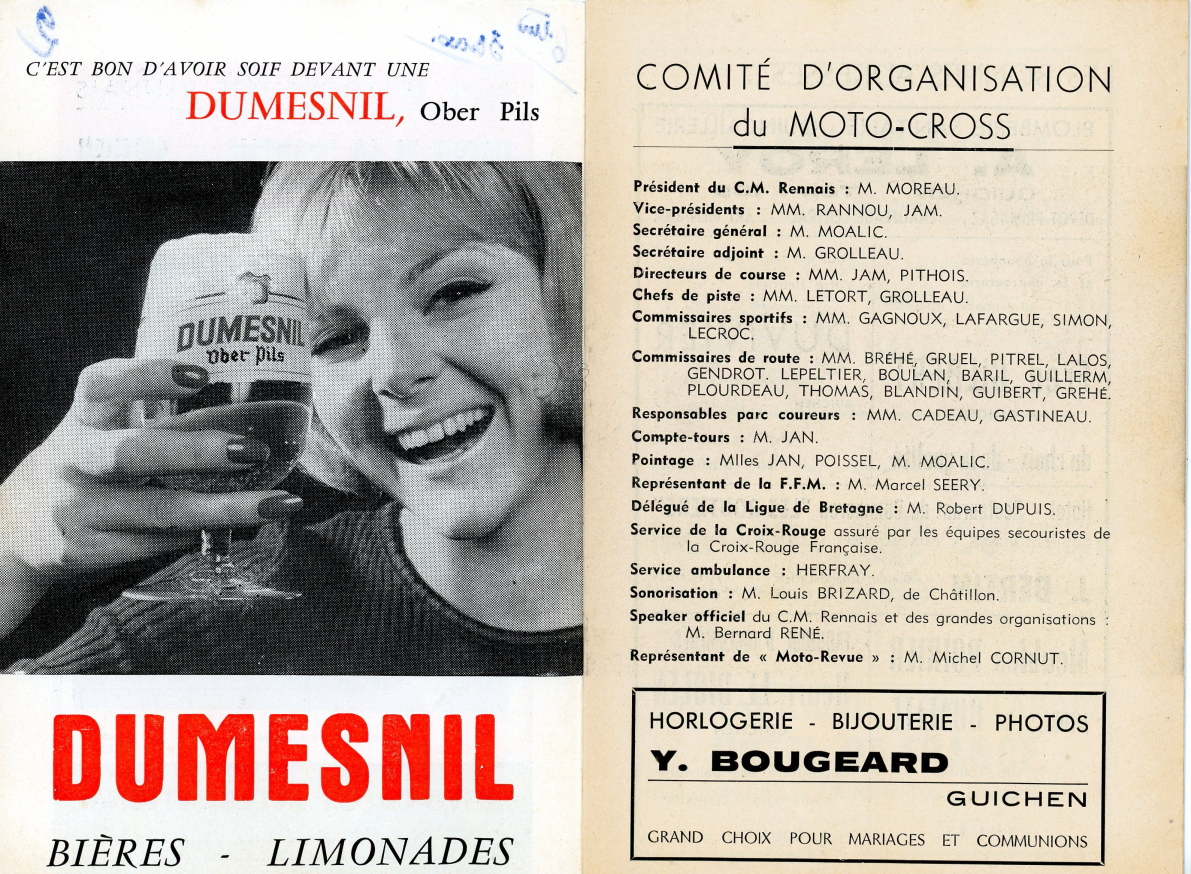 C'EST BON D'AVOIR SOIF DEVANT UNE
DUMESNIL, Ober Pils
DUMESNIL
Ober Pils
DUMESNIL
BIÈRES - LIMONADES
COMITÉ D'ORGANISATION
du MOTO-CROSS
Président du C.M. Rennais : M. MOREAU.
Vice-présidents : MM. RANNOU, JAM.
Secrétaire général : M. MOALIC.
Secrétaire adjoint : M. GROLLEAU.
Directeurs de course : MM. JAM, PITHOIS.
Chefs de piste : MM. LETORT, GROLLEAU.
Commissaires sportifs : MM. GAGNOUX, LAFARGUE, SIMON,
LECROC.
Commissaires de route : MM. BRÉHÉ, GRUEL, PITREL, LALOS,
GENDROT. LEPELTIER, BOULAN, BARIL, GUILLERM,
PLOURDEAU, THOMAS, BLANDIN, GUIBERT, GREHÉ.
Responsables parc coureurs : MM. CADEAU, GASTINEAU.
Compte-tours : M. JAN.
Pointage : Mlles JAN, POISSEL, M. MOALIC.
Représentant de la F.F.M. : M. Marcel SEERY.
Délégué de la Ligue de Bretagne : M. Robert DUPUIS.
Service de la Croix-Rouge assuré par les équipes secouristes de
la Croix-Rouge Française.
Service ambulance : HERFRAY.
Sonorisation : M. Louis BRIZARD, de Châtillon.
Speaker officiel du C.M. Rennais et des grandes organisations :
M. Bernard RENÉ.
Représentant de « Moto-Revue » : M. Michel CORNUT.
HORLOGERIE - BIJOUTERIE - PHOTOS
Y. BOUGEARD
GUICHEN
GRAND CHOIX POUR MARIAGES ET COMMUNIONS